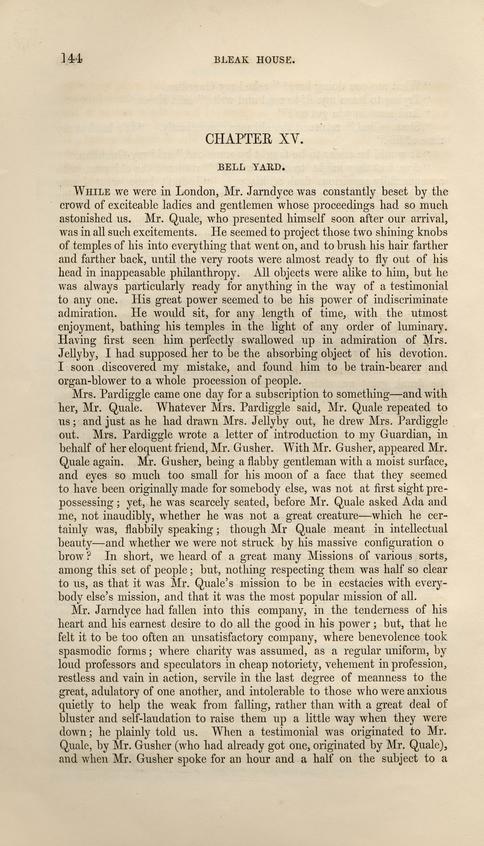 144
BLEAK HOUSE.
CHAPTER XV.
BELL YARD.
WHILE we were in London, Mr. Jarndyce was constantly beset by the
crowd of exciteable ladies and gentlemen whose proceedings had so much
astonished us. Mr. Quale, who presented himself soon after our arrival,
was in all such excitements. He seemed to project those two shining knobs
of temples of his into everything that went on, and to brush his hair farther
and farther back, until the very roots were almost ready to fly out of his
head in inappeasable philanthropy. All objects were alike to him, but he
was always particularly ready for anything in the way of a testimonial
to any one. His great power seemed to be his power of indiscriminate
admiration. He would sit, for any length of time, with the utmost
enjoyment, bathing his temples in the light of any order of luminary.
Having first seen him perfectly swallowed up in admiration of Mrs.
Jellyby, I had supposed her to be the absorbing object of his devotion.
I soon discovered my mistake, and found him to be train-bearer and
organ-blower to a whole procession of people.
Mrs. Pardiggle came one day for a subscription to something—and with
her, Mr. Quale. Whatever Mrs. Pardiggle said, Mr. Quale repeated to
us; and just as he had drawn Mrs. Jellyby out, he drew Mrs. Pardiggle
out. Mrs. Pardiggle wrote a letter of introduction to my Guardian, in
behalf of her eloquent friend, Mr. Gusher. With Mr. Gusher, appeared Mr.
Quale again. Mr. Gusher, being a flabby gentleman with a moist surface,
and eyes so much too small for his moon of a face that they seemed
to have been originally made for somebody else, was not at first sight pre-
possessing; yet, he was scarcely seated, before Mr. Quale asked Ada and
me, not inaudibly, whether he was not a great creature—which he cer-
tainly was, flabbily speaking; though Mr Quale meant in intellectual
beauty—and whether we were not struck by his massive configuration o
brow? In short, we heard of a great many Missions of various sorts,
among this set of people; but, nothing respecting them was half so clear
to us, as that it was Mr. Quale's mission to be in ecstacies with every-
body else's mission, and that it was the most popular mission of all.
Mr. Jarndyce had fallen into this company, in the tenderness of his
heart and his earnest desire to do all the good in his power; but, that he
felt it to be too often an unsatisfactory company, where benevolence took
spasmodic forms; where charity was assumed, as a regular uniform, by
loud professors and speculators in cheap notoriety, vehement in profession,
restless and vain in action, servile in the last degree of meanness to the
great, adulatory of one another, and intolerable to those who were anxious
quietly to help the weak from falling, rather than with a great deal of
bluster and self-laudation to raise them up a little way when they were
down; he plainly told us. When a testimonial was originated to Mr.
Quale, by Mr. Gusher (who had already got one, originated by Mr. Quale),
and when Mr. Gusher spoke for an hour and a half on the subject to a